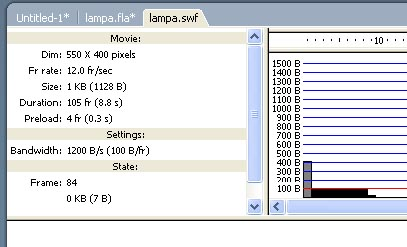 Untitled-1* lampa.fla* lampa.swf
Movie:
Dim: 550 X 400 pixels
Fr rate: 12.0 fr/sec
Size: 1 KB (1128 B)
Duration: 105 fr (8.8 s)
Preload: 4 fr (0.3 s)
Settings:
Bandwidth: 1200 B/s (100 B/fr)
State:
Frame: 84
0 KB (7 B)
10
1500 B
1400 B
1300 B
1200 B
1100 B
1000 B
900 B
800 B
700 B
600 B
500 B
400 B
300 B
200 B
100 B